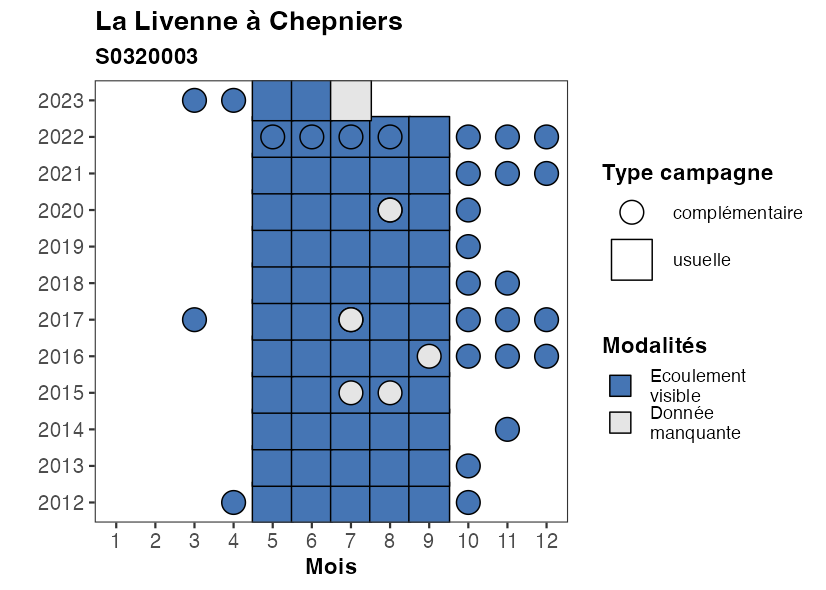 La Livenne à Chepniers
S0320003
2023
2022
2021
2020
2019
2018
2017
2016
2015
2014
2013
2012
1 2 3 4 5 6 7 8 9 10 11 12
Mois
Type campagne
complémentaire
usuelle
Modalités
Ecoulement
visible
Donnée
manquante